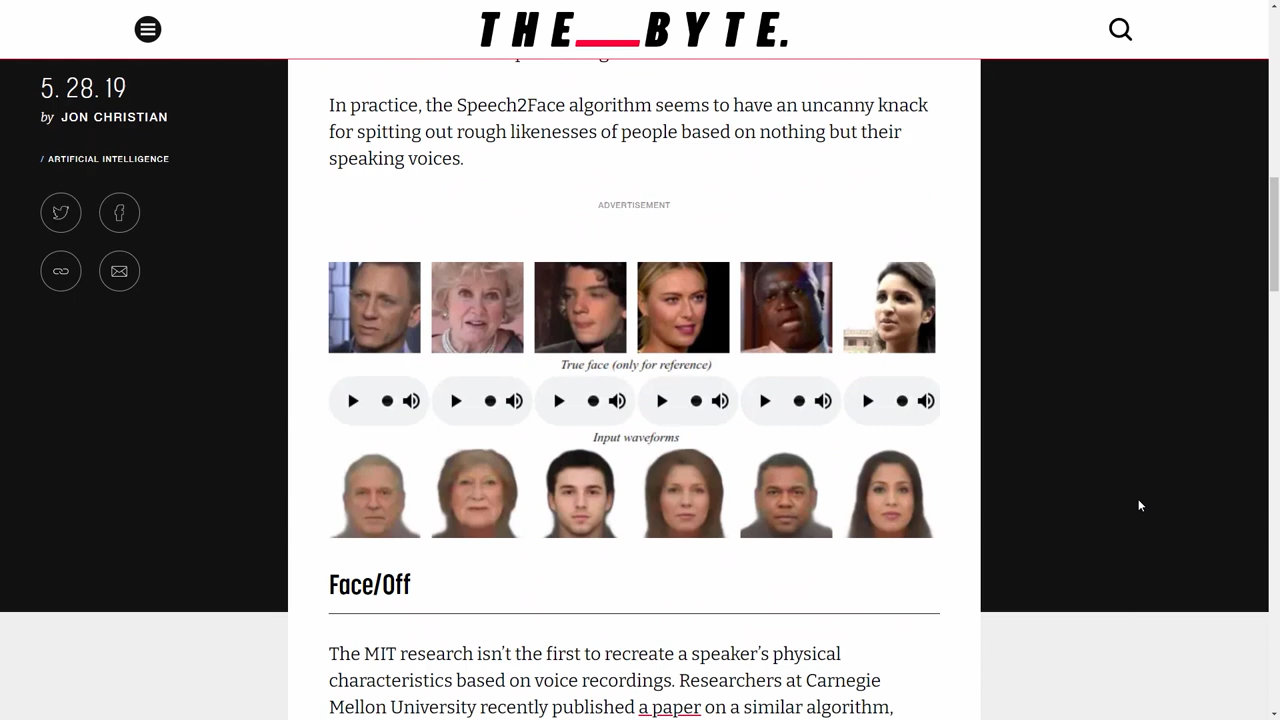 THE__BYTE.
5. 28. 19
by JON CHRISTIAN
/ ARTIFICIAL INTELLIGENCE
In practice, the Speech2Face algorithm seems to have an uncanny knack
for spitting out rough likenesses of people based on nothing but their
speaking voices.
ADVERTISEMENT
True face (only for reference)
Input waveforms
Face/Off
The MIT research isn’t the first to recreate a speaker’s physical
characteristics based on voice recordings. Researchers at Carnegie
Mellon University recently published a paper on a similar algorithm,